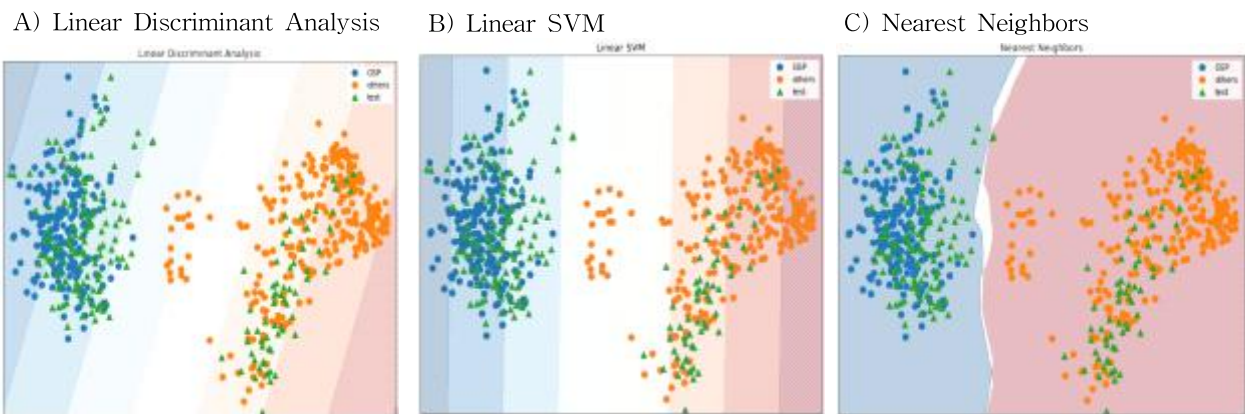 A) Linear Discriminant Analysis
B) Linear SVM
C) Nearest Neighbors
Linear Discriminant Analysis
Linear SVM
Nearest Neighbors
others
test
others
test
others
test